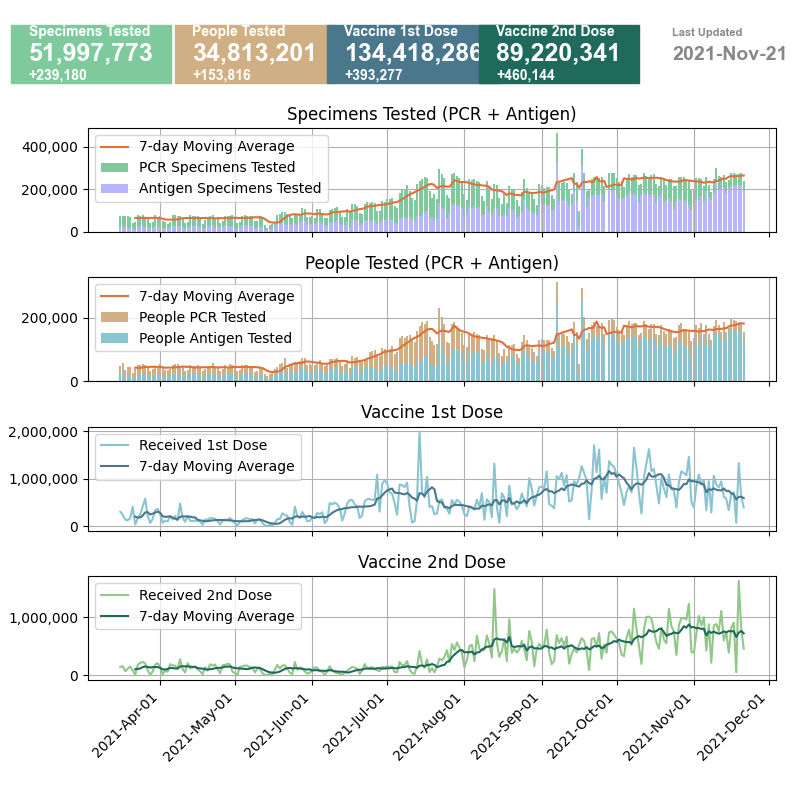 Specimens Tested
51,997,773
+239,180
People Tested
34,813,201
+153,816
Vaccine 1st Dose
134,418,286
+393,277
Vaccine 2nd Dose
89,220,341
+460,144
Last Updated
2021-Nov-21
Specimens Tested (PCR + Antigen)
400,000
200,000
0
7-day Moving Average
PCR Specimens Tested
Antigen Specimens Tested
People Tested (PCR + Antigen)
200,000
0
7-day Moving Average
People PCR Tested
People Antigen Tested
Vaccine 1st Dose
2,000,000
1,000,000
0
Received 1st Dose
7-day Moving Average
Vaccine 2nd Dose
1,000,000
0
Received 2nd Dose
7-day Moving Average
2021-Apr-01
2021-May-01
2021-Jun-01
2021-Jul-01
2021-Aug-01
2021-Sep-01
2021-Oct-01
2021-Nov-01
2021-Dec-01